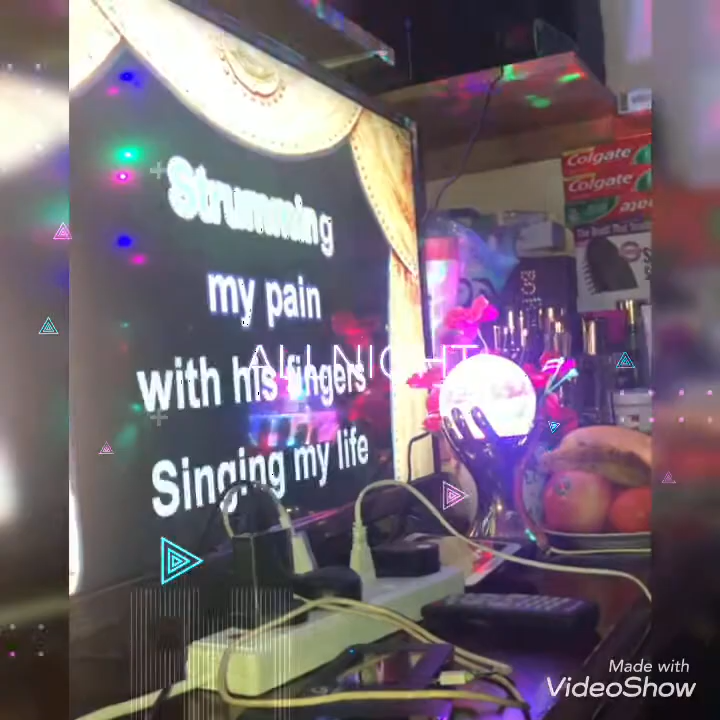 Strumming
my pain
with his fingers
Singing my life
ALL NIGHT
Colgate
Colgate
Made with
VideoShow